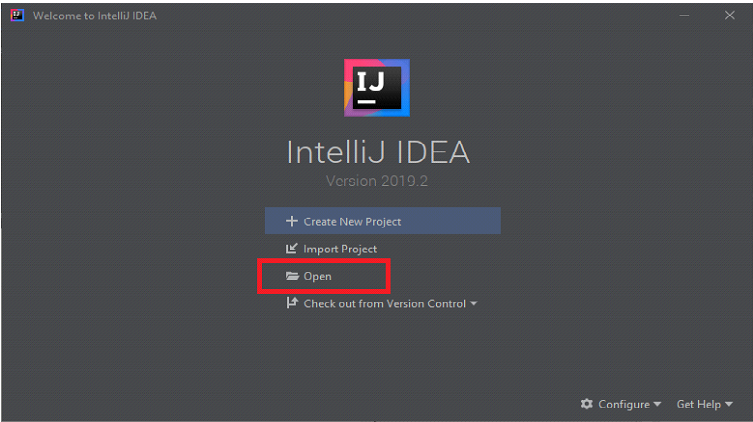 Welcome to IntelliJ IDEA
IJ
IntelliJ IDEA
Version 2019.2
Create New Project
Import Project
Open
Check out from Version Control
Configure Get Help